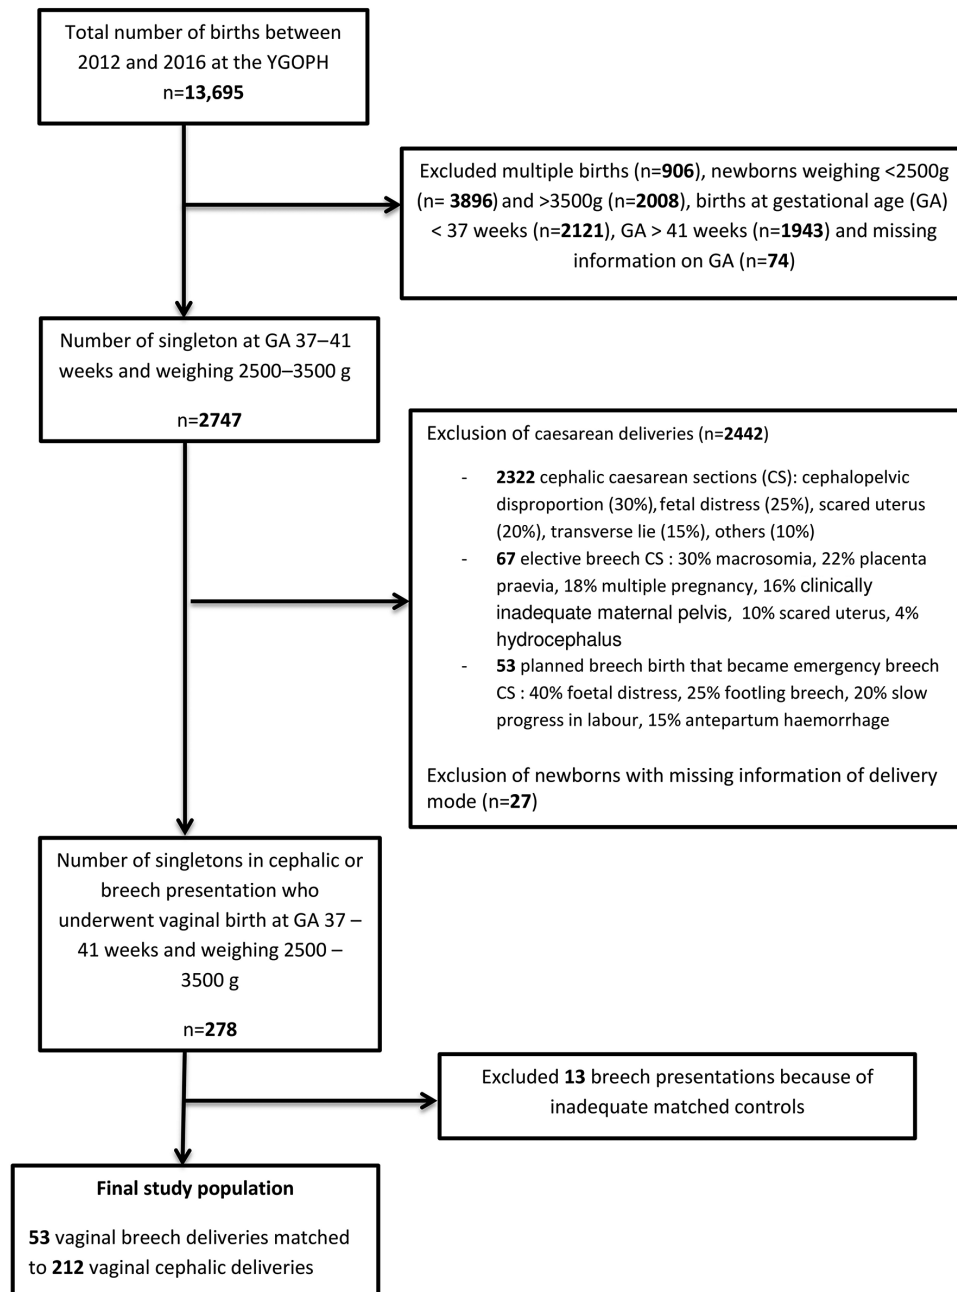 Total number of births between
2012 and 2016 at the YGOPH
n=13,695
Excluded multiple births (n=906), newborns weighing <2500g
(n= 3896) and >3500g (n=2008), births at gestational age (GA)
< 37 weeks (n=2121), GA > 41 weeks (n=1943) and missing
information on GA (n=74)
Number of singleton at GA 37–41
weeks and weighing 2500–3500 g
n=2747
Exclusion of caesarean deliveries (n=2442)
- 2322 cephalic caesarean sections (CS): cephalopelvic
disproportion (30%), fetal distress (25%), scared uterus
(20%), transverse lie (15%), others (10%)
- 67 elective breech CS : 30% macrosomia, 22% placenta
praevia, 18% multiple pregnancy, 16% clinically
inadequate maternal pelvis, 10% scared uterus, 4%
hydrocephalus
- 53 planned breech birth that became emergency breech
CS : 40% foetal distress, 25% footling breech, 20% slow
progress in labour, 15% antepartum haemorrhage
Exclusion of newborns with missing information of delivery
mode (n=27)
Number of singletons in cephalic or
breech presentation who
underwent vaginal birth at GA 37 –
41 weeks and weighing 2500 –
3500 g
n=278
Excluded 13 breech presentations because of
inadequate matched controls
Final study population
53 vaginal breech deliveries matched
to 212 vaginal cephalic deliveries